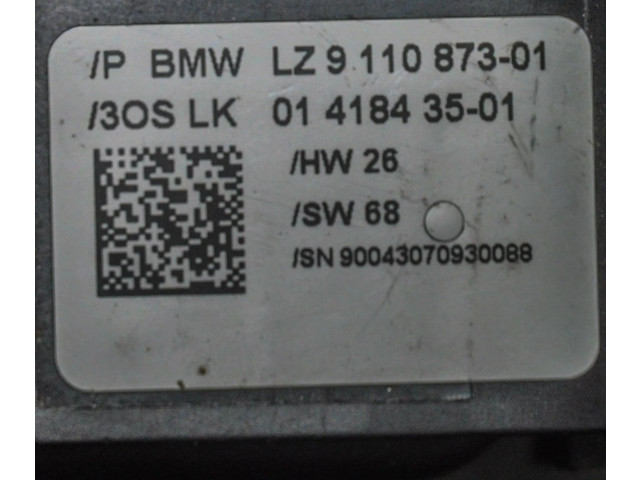 /P BMW LZ 9 110 873-01
/3OS LK 01 4184 35-01
/HW 26
/SW 68
/SN 90043070930088